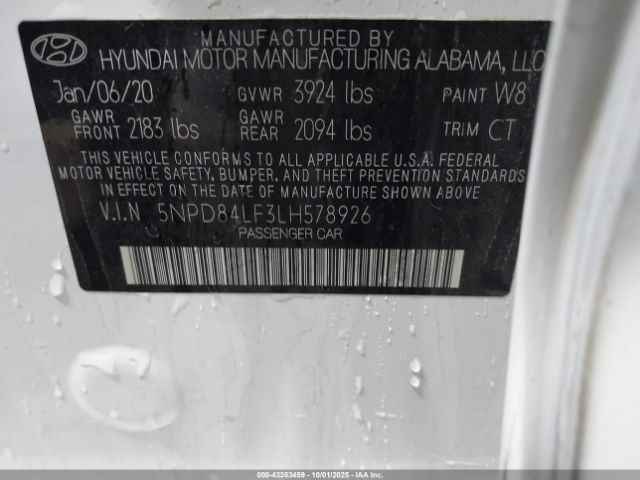 MANUFACTURED BY
HYUNDAI MOTOR MANUFACTURING ALABAMA, LLC
Jan/06/20 GVWR 3924 lbs PAINT W8
GAWR FRONT 2183 lbs GAWR REAR 2094 lbs TRIM CT
THIS VEHICLE CONFORMS TO ALL APPLICABLE U.S.A. FEDERAL
MOTOR VEHICLE SAFETY, BUMPER, AND THEFT PREVENTION STANDARDS
IN EFFECT ON THE DATE OF MANUFACTURE SHOWN ABOVE.
V.I.N 5NPD84LF3LH578926
PASSENGER CAR
000-43353459 - 10/01/2025 - IAAI.COM